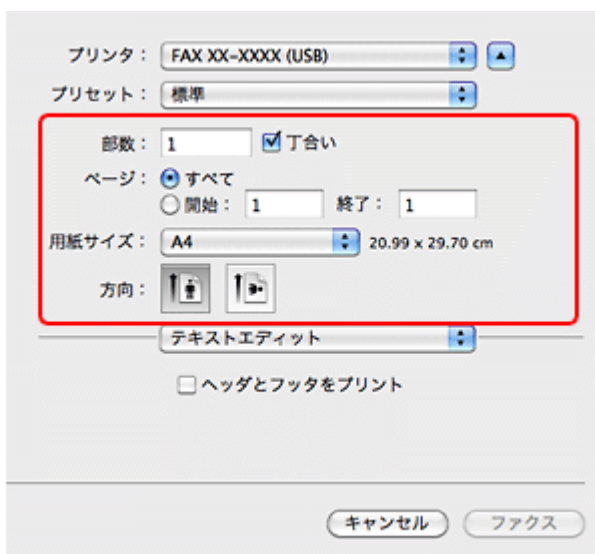 プリンタ： FAX XX-XXXX (USB)
プリセット： 標準
部数： 1 丁合い
ページ： すべて
開始： 1 終了： 1
用紙サイズ： A4 20.99 x 29.70 cm
方向：
テキストエディット
ヘッダとフッタをプリント
キャンセル ファクス